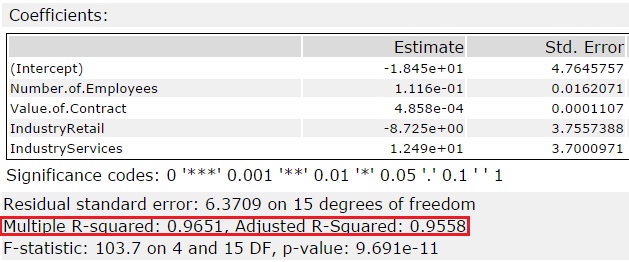 Coefficients:
Estimate Std. Error
(Intercept) -1.845e+01 4.7645757
Number.of.Employees 1.116e-01 0.0162071
Value.of.Contract 4.858e-04 0.0001107
IndustryRetail -8.725e+00 3.7557388
IndustryServices 1.249e+01 3.7000971
Significance codes: 0 '***' 0.001 '**' 0.01 '*' 0.05 '.' 0.1 ' ' 1
Residual standard error: 6.3709 on 15 degrees of freedom
Multiple R-squared: 0.9651, Adjusted R-Squared: 0.9558
F-statistic: 103.7 on 4 and 15 DF, p-value: 9.691e-11